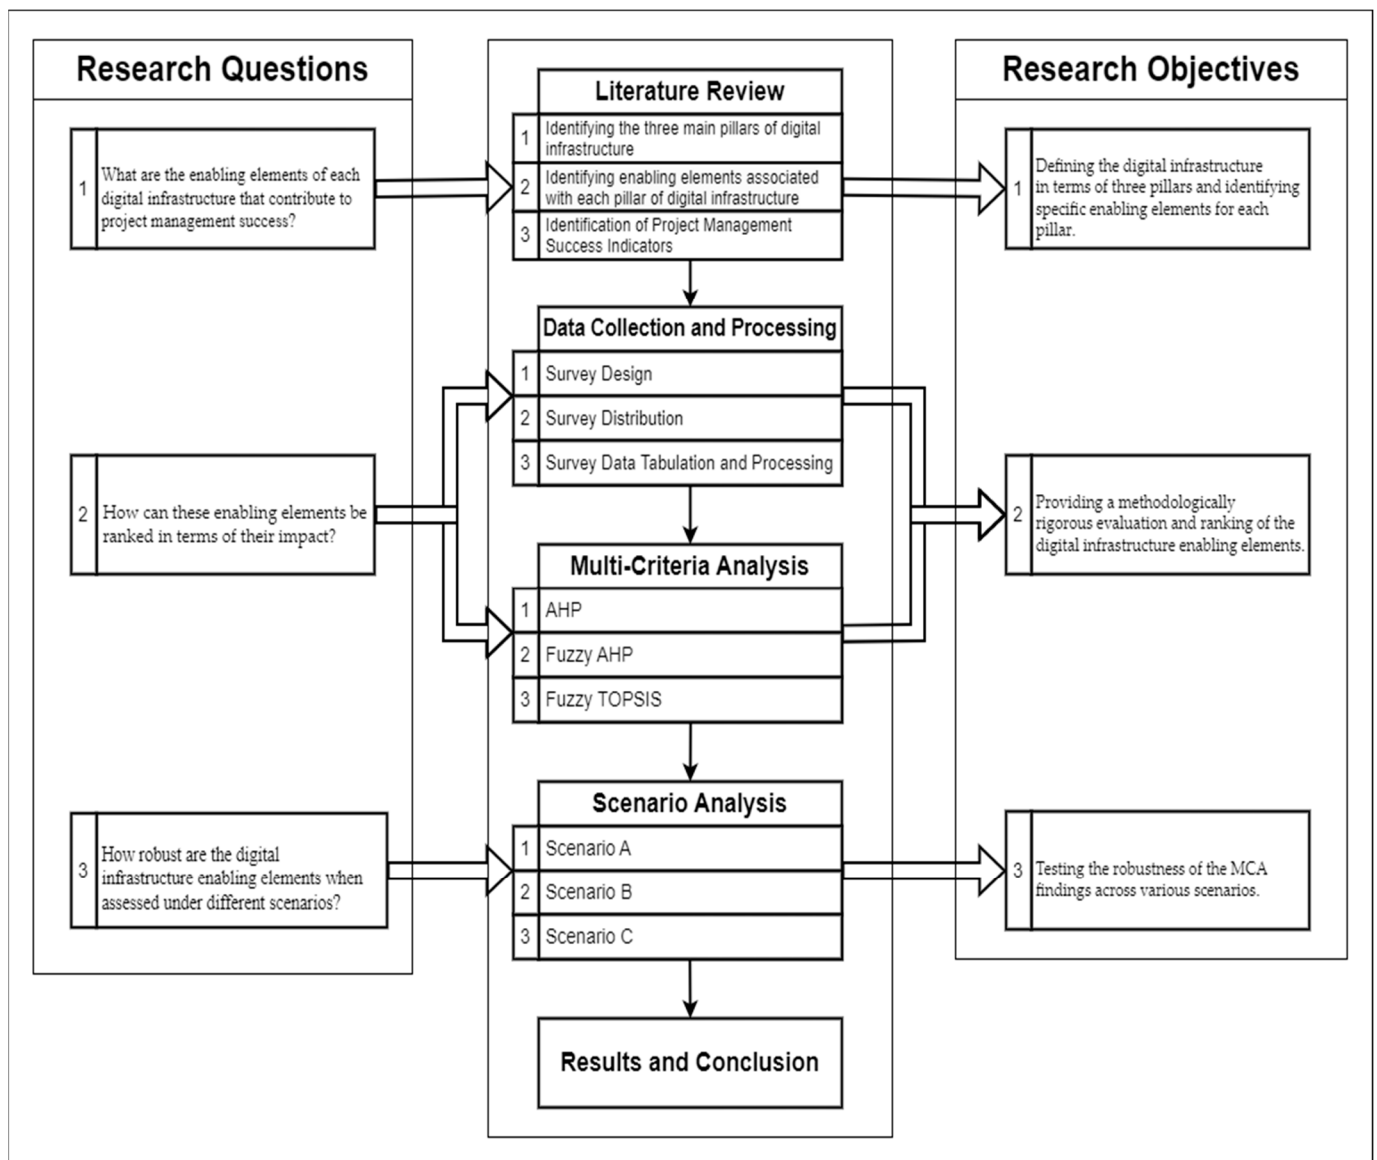 Research Questions
1
What are the enabling elements of each
digital infrastructure that contribute to
project management success?
2
How can these enabling elements be
ranked in terms of their impact?
3
How robust are the digital
infrastructure enabling elements when
assessed under different scenarios?
Literature Review
1
Identifying the three main pillars of digital
infrastructure
2
Identifying enabling elements associated
with each pillar of digital infrastructure
3
Identification of Project Management
Success Indicators
Data Collection and Processing
1 Survey Design
2 Survey Distribution
3 Survey Data Tabulation and Processing
Multi-Criteria Analysis
1 AHP
2 Fuzzy AHP
3 Fuzzy TOPSIS
Scenario Analysis
1 Scenario A
2 Scenario B
3 Scenario C
Results and Conclusion
Research Objectives
1
Defining the digital infrastructure
in terms of three pillars and identifying
specific enabling elements for each
pillar.
2
Providing a methodologically
rigorous evaluation and ranking of the
digital infrastructure enabling elements.
3
Testing the robustness of the MCA
findings across various scenarios.